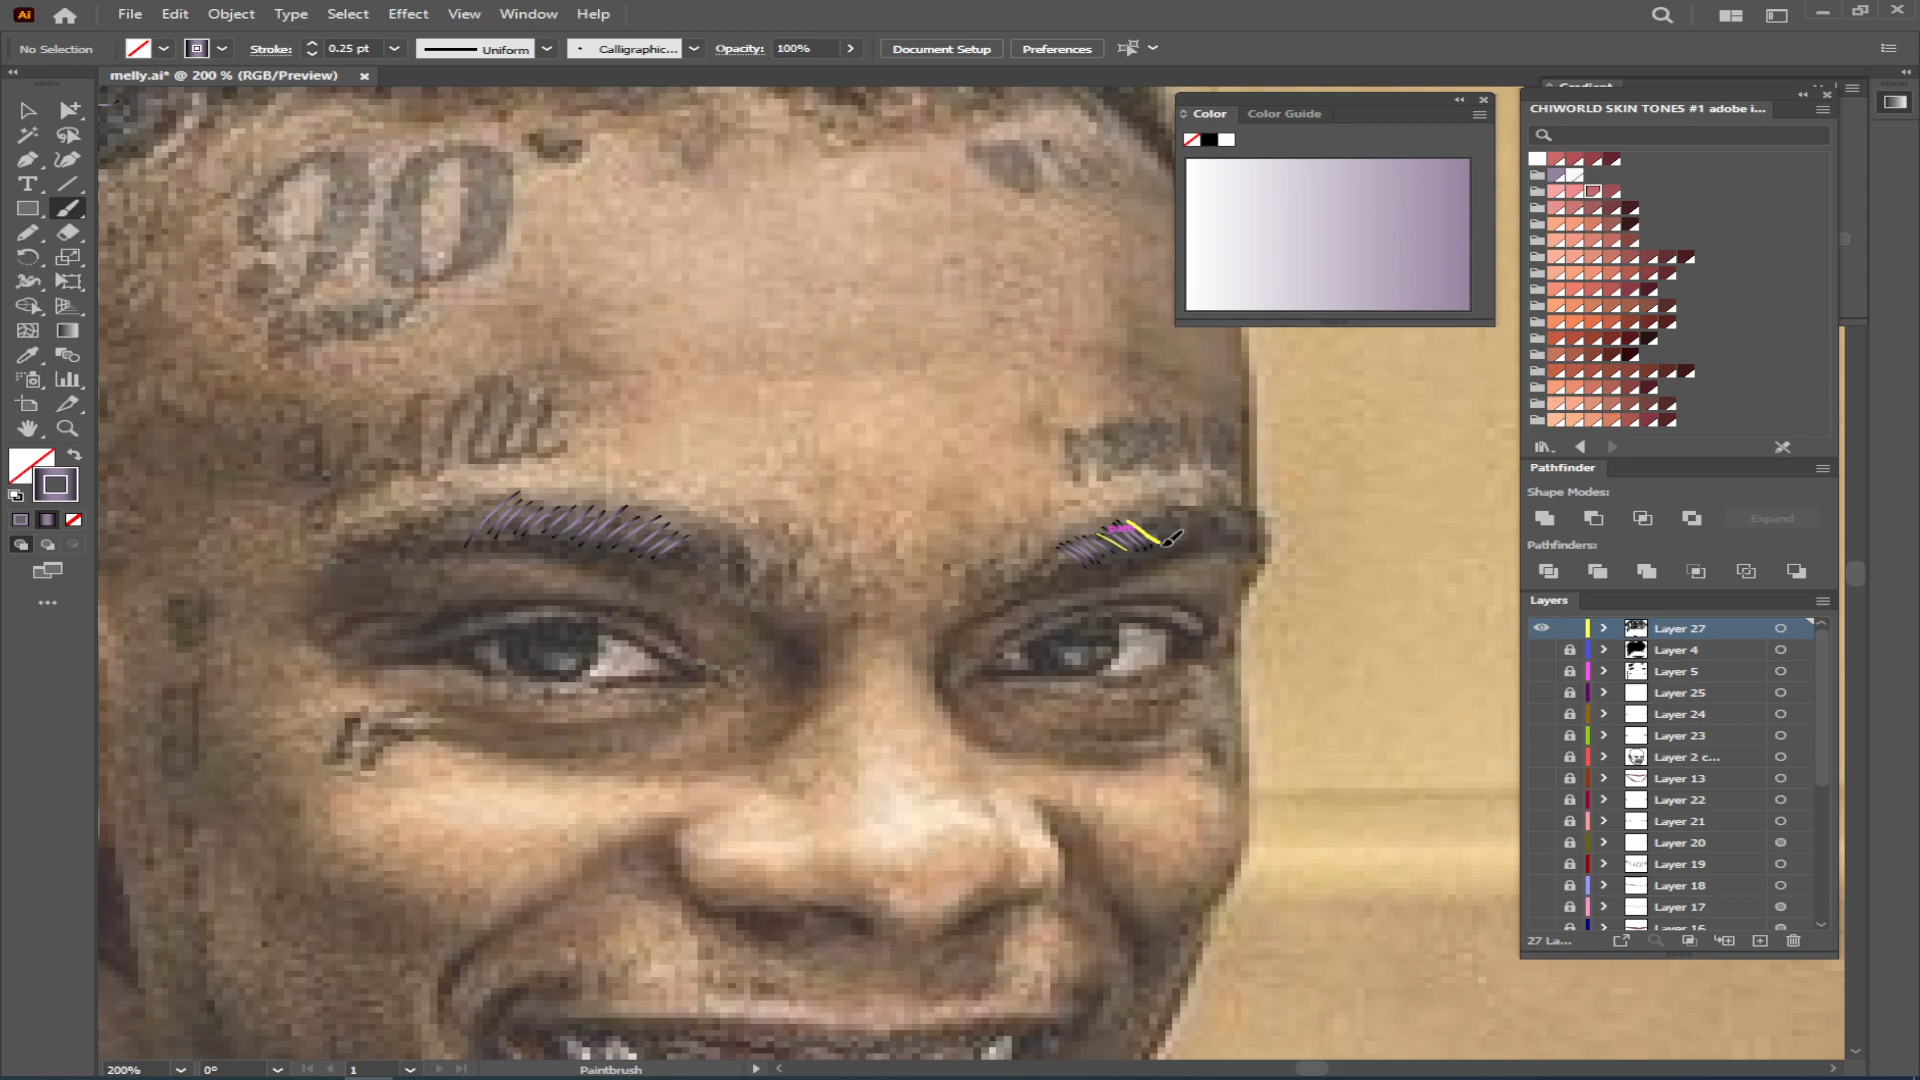 Ai File Edit Object Type Select Effect View Window Help
No Selection Stroke: 0.25 pt Uniform Calligraphic... Opacity: 100% Document Setup Preferences
melly.ai* @ 200 % (RGB/Preview)
Gradient
CHIWORLD SKIN TONES #1 adobe i...
Color Color Guide
Pathfinder
Shape Modes:
Expand
Pathfinders:
Layers
Layer 27
Layer 4
Layer 5
Layer 25
Layer 24
Layer 23
Layer 2 c...
Layer 13
Layer 22
Layer 21
Layer 20
Layer 19
Layer 18
Layer 17
Layer 16
27 La...
200% 0° 1 Paintbrush